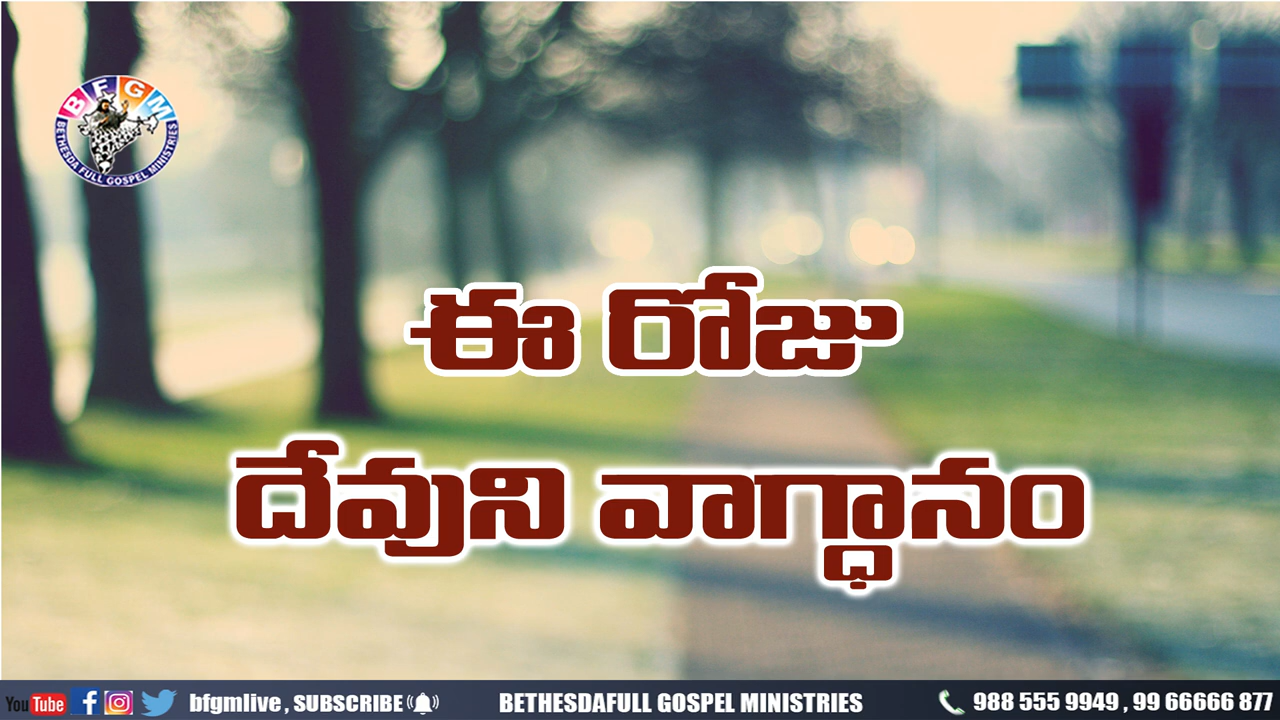 BFGM
BETHESDA FULL GOSPEL MINISTRIES
ఈ రోజు
దేవుని వాగ్ధానం
YouTube bfgmlive , SUBSCRIBE BETHESDAFULL GOSPEL MINISTRIES 988 555 9949 , 99 66666 877